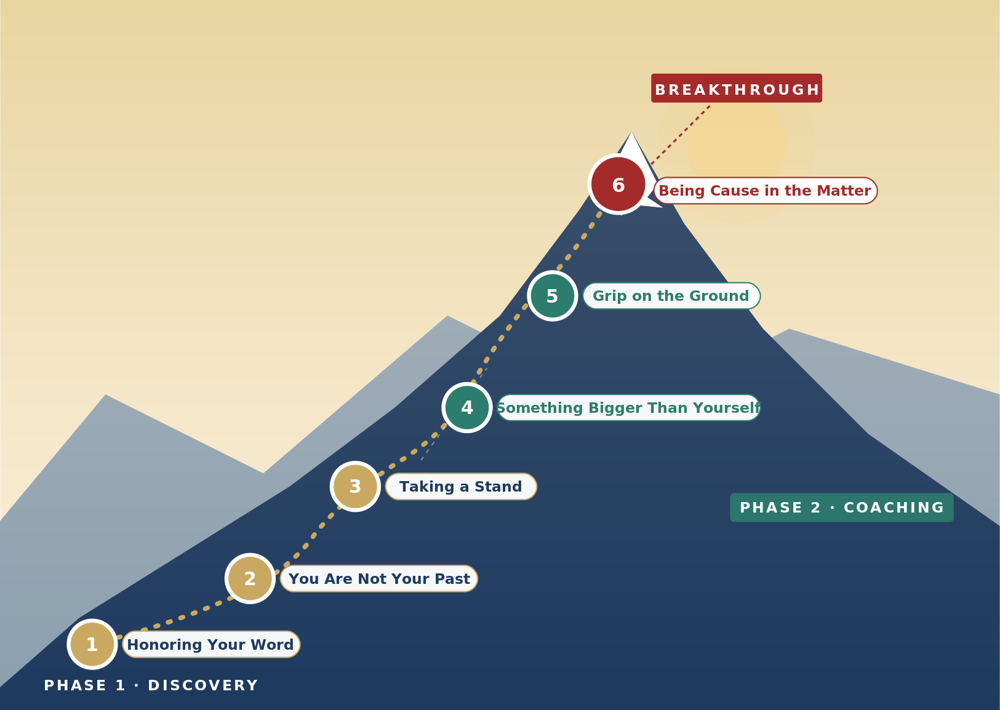 BREAKTHROUGH
6
Being Cause in the Matter
5
Grip on the Ground
4
Something Bigger Than Yourself
3
Taking a Stand
PHASE 2 · COACHING
2
You Are Not Your Past
1
Honoring Your Word
PHASE 1 · DISCOVERY